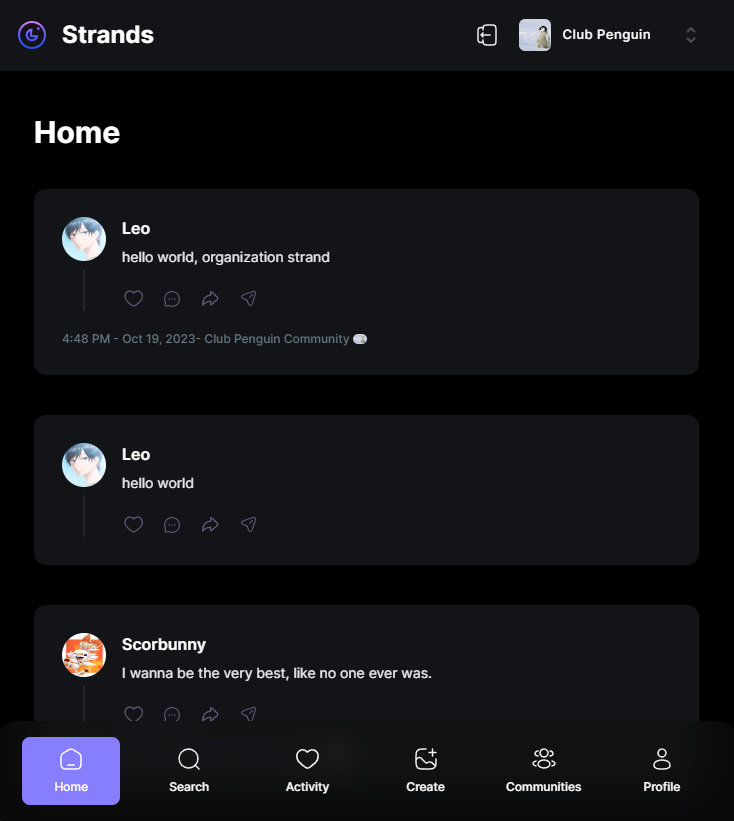 Strands
Club Penguin
Home
Leo
hello world, organization strand
4:48 PM - Oct 19, 2023- Club Penguin Community
Leo
hello world
Scorbunny
I wanna be the very best, like no one ever was.
Home
Search
Activity
Create
Communities
Profile